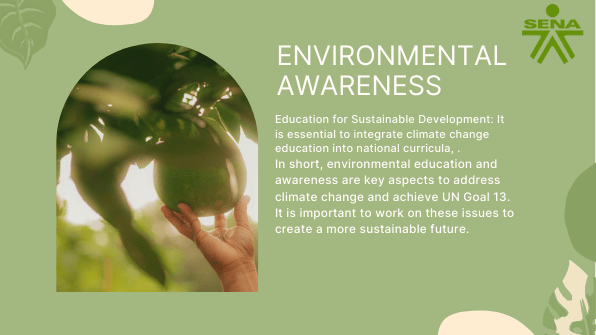 SENA
ENVIRONMENTAL
AWARENESS
Education for Sustainable Development: It
is essential to integrate climate change
education into national curricula, .
In short, environmental education and
awareness are key aspects to address
climate change and achieve UN Goal 13.
It is important to work on these issues to
create a more sustainable future.